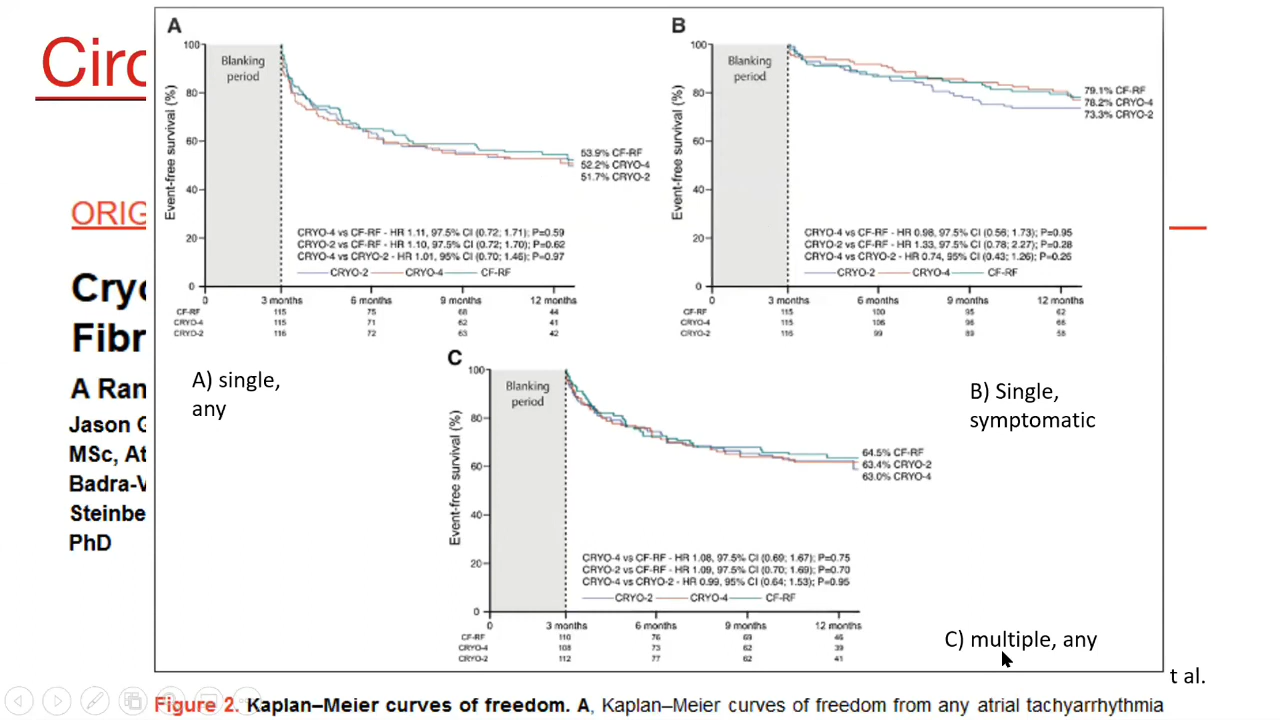 Circ
ORIG
Cryo
Fibr
A Ran
Jason G
MSc, At
Badra-V
Steinbe
PhD
A
Blanking
period
Event-free survival (%)
100
80
60
40
20
0
53.9% CF-RF
52.2% CRYO-4
51.7% CRYO-2
CRYO-4 vs CF-RF - HR 1.11, 97.5% CI (0.72; 1.71); P=0.59
CRYO-2 vs CF-RF - HR 1.10, 97.5% CI (0.72; 1.70); P=0.62
CRYO-4 vs CRYO-2 - HR 1.01, 95% CI (0.70; 1.46); P=0.97
CRYO-2 CRYO-4 CF-RF
0 3 months 6 months 9 months 12 months
CF-RF 115 75 68 44
CRYO-4 115 71 62 41
CRYO-2 116 72 63 42
A) single,
any
B
Blanking
period
Event-free survival (%)
100
80
60
40
20
0
79.1% CF-RF
78.2% CRYO-4
73.3% CRYO-2
CRYO-4 vs CF-RF - HR 0.98, 97.5% CI (0.56; 1.73); P=0.95
CRYO-2 vs CF-RF - HR 1.33, 97.5% CI (0.78; 2.27); P=0.28
CRYO-4 vs CRYO-2 - HR 0.74, 95% CI (0.43; 1.26); P=0.26
CRYO-2 CRYO-4 CF-RF
0 3 months 6 months 9 months 12 months
CF-RF 115 100 95 62
CRYO-4 115 106 96 66
CRYO-2 116 99 89 58
B) Single,
symptomatic
C
Blanking
period
Event-free survival (%)
100
80
60
40
20
0
64.5% CF-RF
63.4% CRYO-2
63.0% CRYO-4
CRYO-4 vs CF-RF - HR 1.08, 97.5% CI (0.69; 1.67); P=0.75
CRYO-2 vs CF-RF - HR 1.09, 97.5% CI (0.70; 1.69); P=0.70
CRYO-4 vs CRYO-2 - HR 0.99, 95% CI (0.64; 1.53); P=0.95
CRYO-2 CRYO-4 CF-RF
0 3 months 6 months 9 months 12 months
CF-RF 110 76 69 46
CRYO-4 108 73 62 39
CRYO-2 112 77 62 41
C) multiple, any
t al.
Figure 2. Kaplan–Meier curves of freedom. A, Kaplan–Meier curves of freedom from any atrial tachyarrhythmia